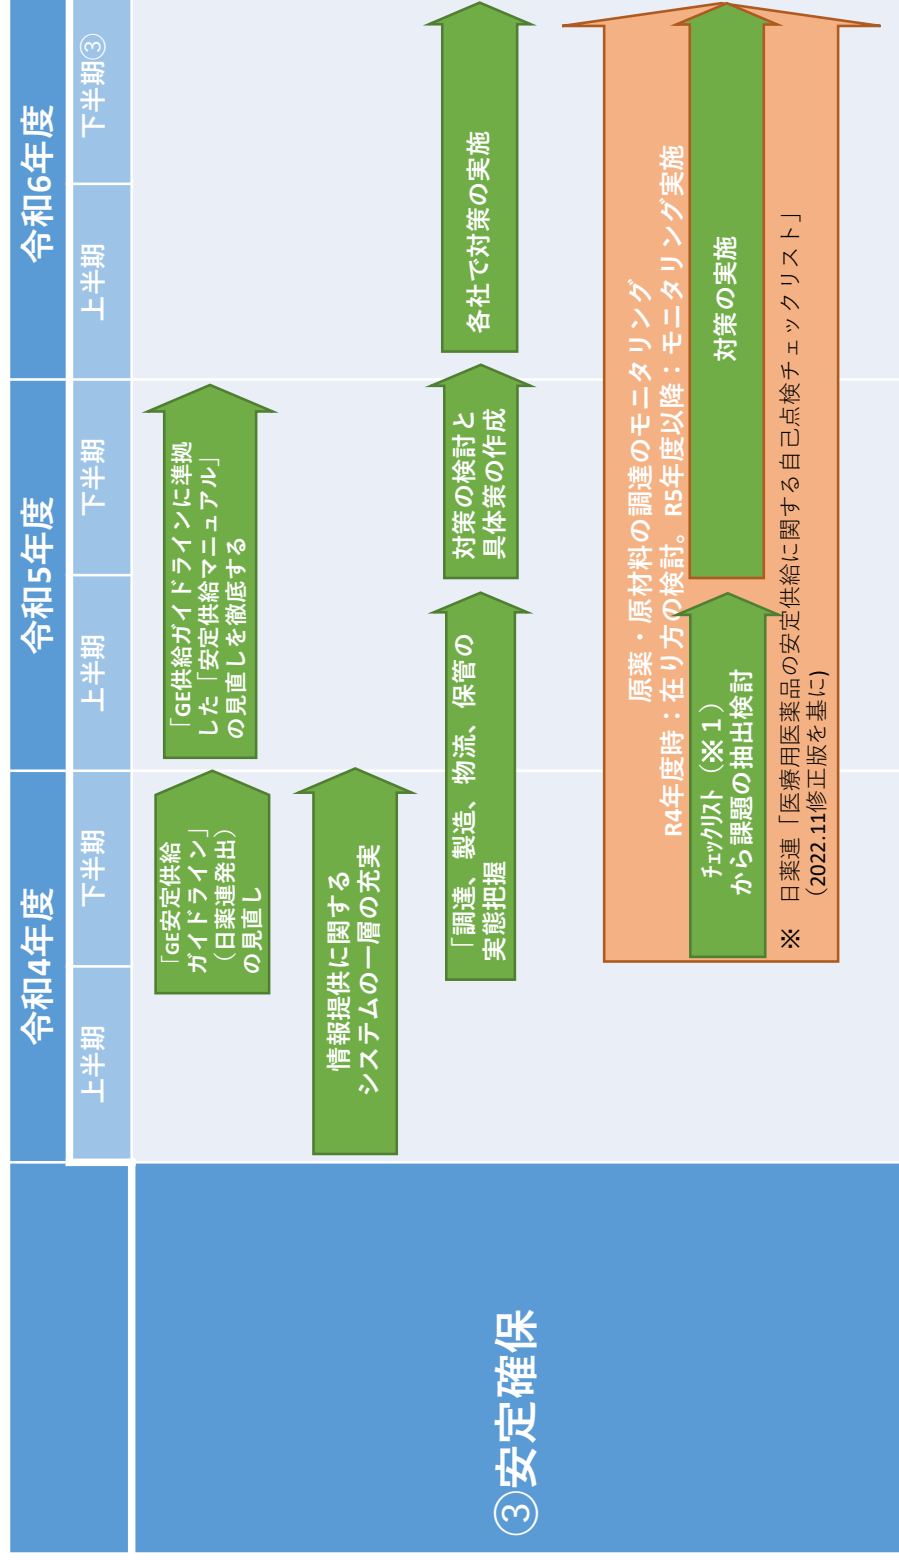 令和4年度
令和5年度
令和6年度
上半期
下半期
上半期
下半期
上半期
下半期③
③安定確保
「GE安定供給
ガイドライン」
（日薬連発出）
の見直し
「GE供給ガイドラインに準拠
した「安定供給マニュアル」
の見直しを徹底する
情報提供に関する
システムの一層の充実
「調達、製造、物流、保管の
実態把握
対策の検討と
具体策の作成
各社で対策の実施
原薬・原材料の調達のモニタリング
R4年度時：在り方の検討。 R5年度以降：モニタリング実施
ﾁｪｯｸﾘｽﾄ（※１）
から課題の抽出検討
対策の実施
※ 日薬連「医療用医薬品の安定供給に関する自己点検チェックリスト」
（2022.11修正版を基に)